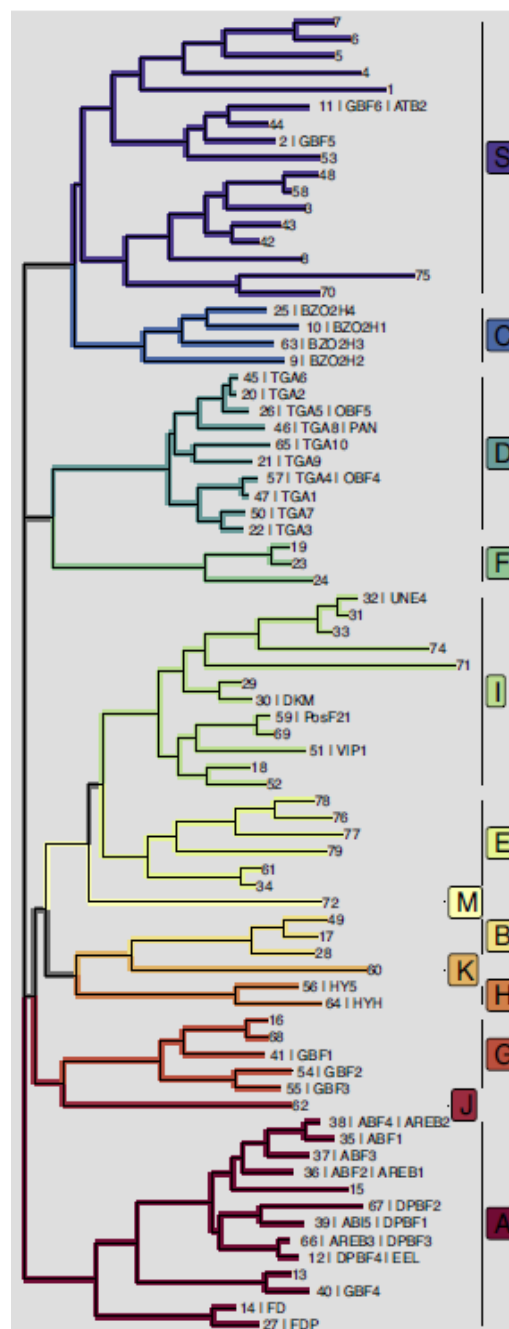 7
6
5
4
1
11 | GBF6 | ATB2
44
2 | GBF5
53
S
48
58
3
43
42
8
75
70
25 | BZO2H4
10 | BZO2H1
C
63 | BZO2H3
9 | BZO2H2
45 | TGA6
20 | TGA2
26 | TGA5 | OBF5
46 | TGA8 | PAN
65 | TGA10
D
21 | TGA9
57 | TGA4 | OBF4
47 | TGA1
50 | TGA7
22 | TGA3
19
23
F
24
32 | UNE4
31
33
74
71
29
I
30 | DKM
59 | PosF21
69
51 | VIP1
18
52
78
76
77
E
79
61
34
72
M
49
17
B
28
60
K
56 | HY5
H
64 | HYH
16
68
41 | GBF1
G
54 | GBF2
55 | GBF3
62
J
38 | ABF4 | AREB2
35 | ABF1
37 | ABF3
36 | ABF2 | AREB1
15
67 | DPBF2
39 | ABI5 | DPBF1
A
66 | AREB3 | DPBF3
12 | DPBF4 | EEL
13
40 | GBF4
14 | FD
27 | FDP